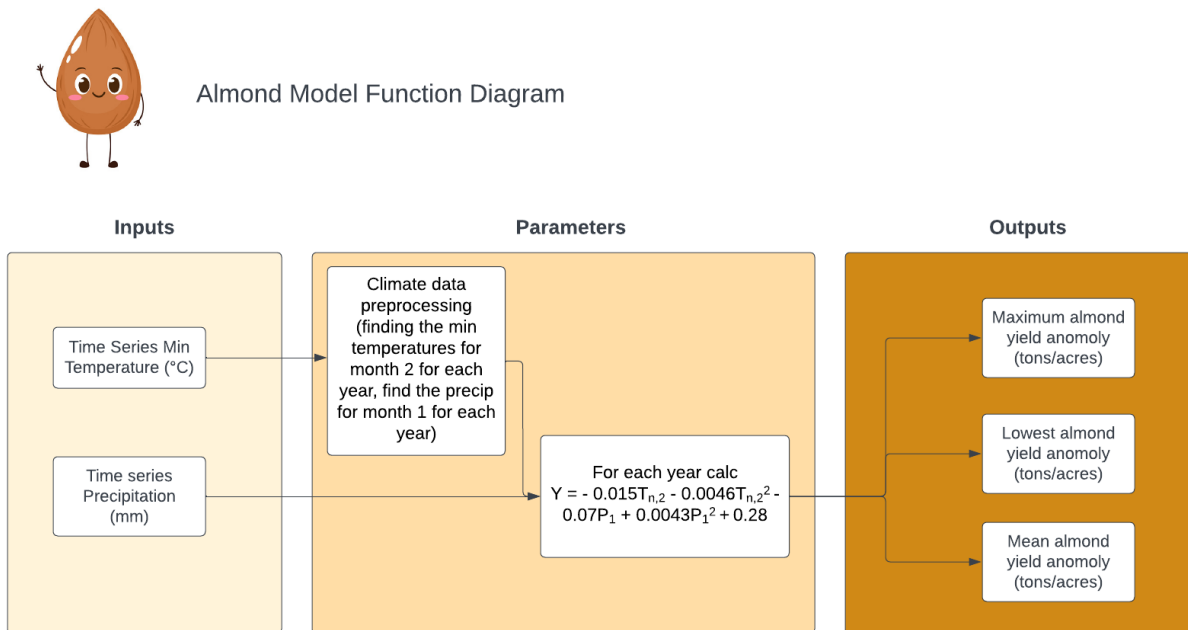 Almond Model Function Diagram
Inputs
Parameters
Outputs
Time Series Min
Temperature (°C)
Time series
Precipitation
(mm)
Climate data
preprocessing
(finding the min
temperatures for
month 2 for each
year, find the precip
for month 1 for each
year)
For each year calc
Y = - 0.015Tₙ,₂ - 0.0046Tₙ,₂² -
0.07P₁ + 0.0043P₁² + 0.28
Maximum almond
yield anomoly
(tons/acres)
Lowest almond
yield anomoly
(tons/acres)
Mean almond
yield anomoly
(tons/acres)